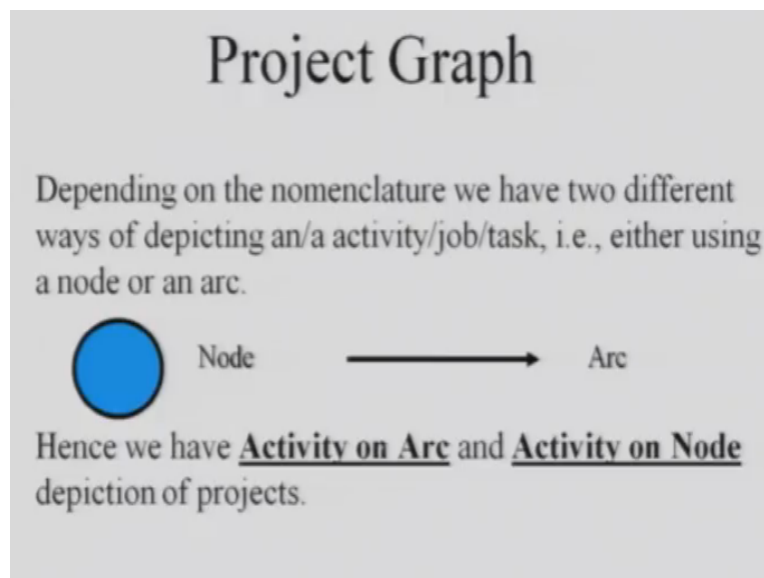 Project Graph
Depending on the nomenclature we have two different
ways of depicting an/a activity/job/task, i.e., either using
a node or an arc.
Node Arc
Hence we have Activity on Arc and Activity on Node
depiction of projects.